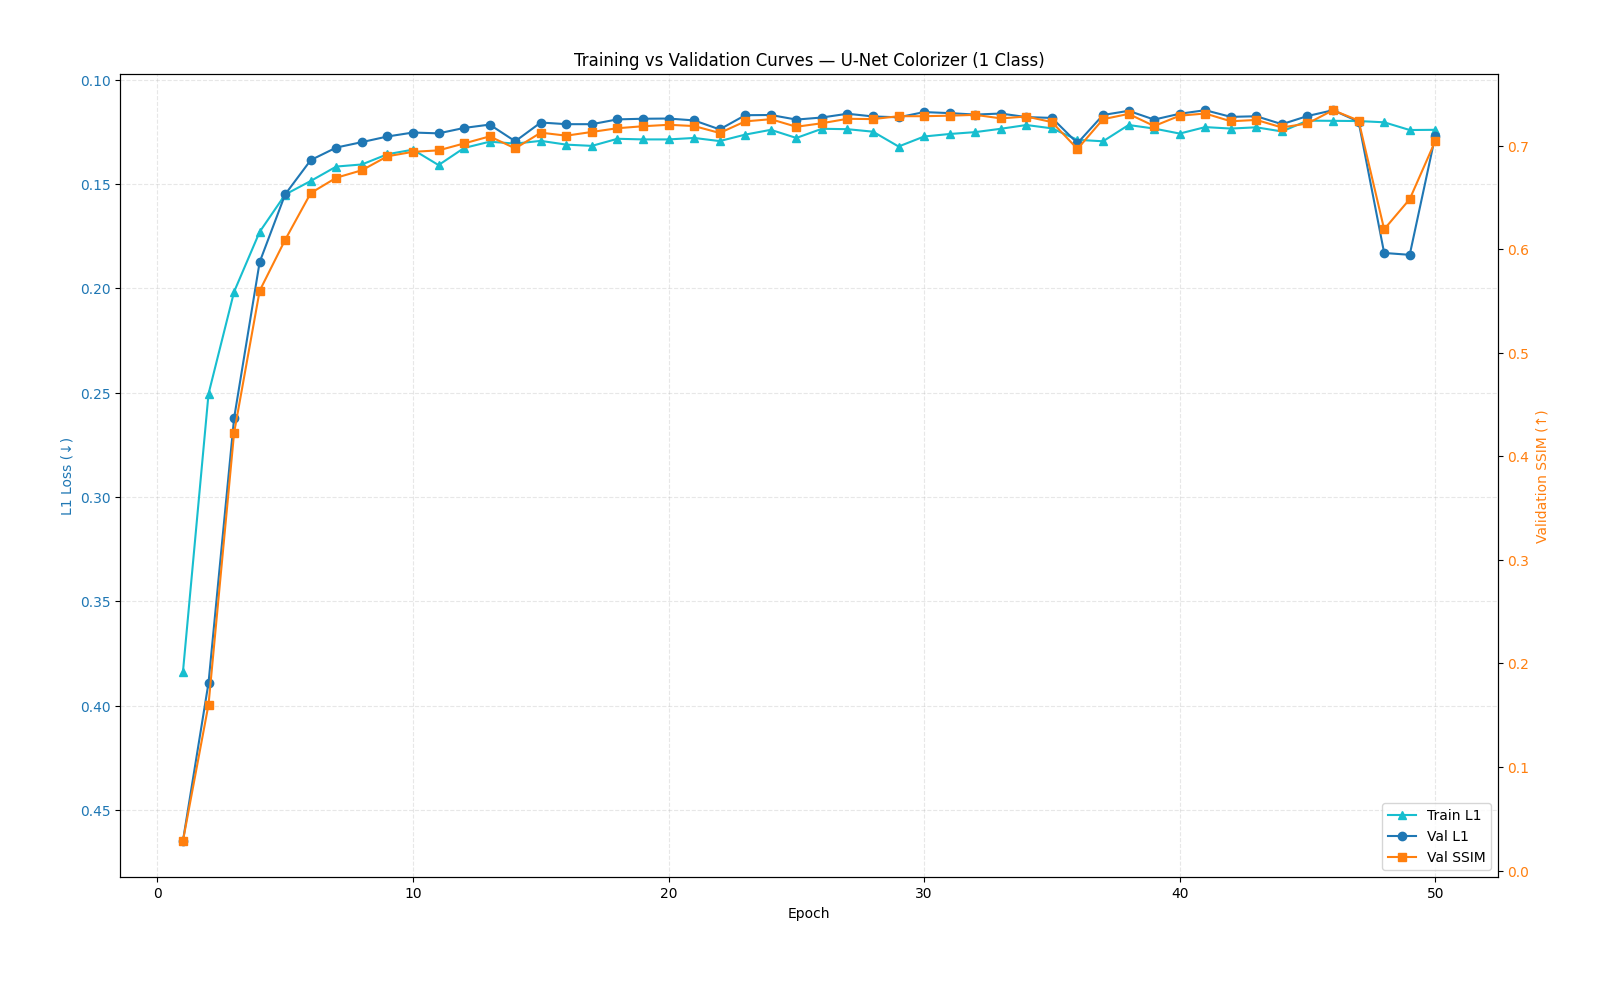 Training vs Validation Curves — U-Net Colorizer (1 Class)
0.10
0.15
0.20
0.25
0.30
0.35
0.40
0.45
L1 Loss (↓)
0.7
0.6
0.5
0.4
0.3
0.2
0.1
0.0
Validation SSIM (↑)
Train L1
Val L1
Val SSIM
0 10 20 30 40 50
Epoch